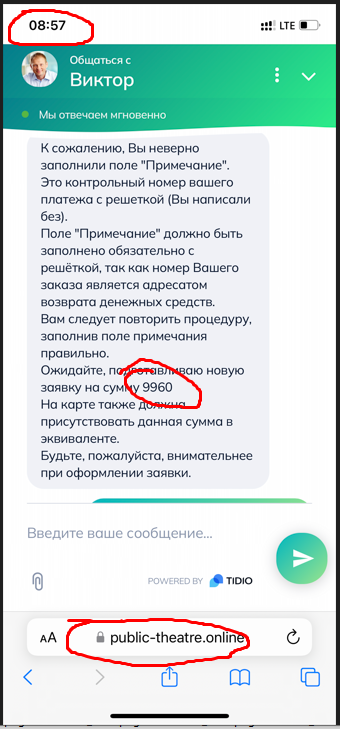 08:57
LTE
Общаться с
Виктор
Мы отвечаем мгновенно
К сожалению, Вы неверно
заполнили поле "Примечание".
Это контрольный номер вашего
платежа с решеткой (Вы написали
без).
Поле "Примечание" должно быть
заполнено обязательно с
решёткой, так как номер Вашего
заказа является адресатом
возврата денежных средств.
Вам следует повторить процедуру,
заполнив поле примечания
правильно.
Ожидайте, подготавливаю новую
заявку на сумму 9960
На карте также должна
присутствовать данная сумма в
эквиваленте.
Будьте, пожалуйста, внимательнее
при оформлении заявки.
Введите ваше сообщение...
POWERED BY TIDIO
AA public-theatre.online